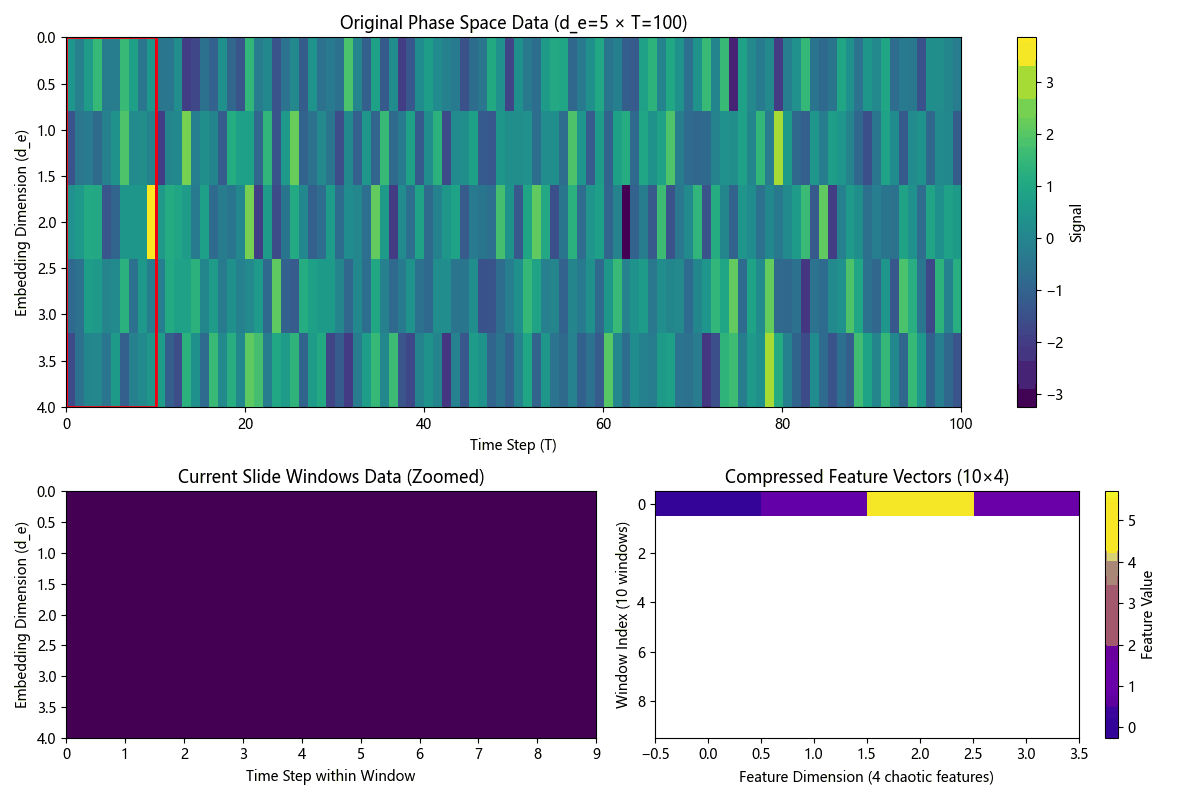 Original Phase Space Data (d_e=5 × T=100)
Embedding Dimension (d_e)
0.0
0.5
1.0
1.5
2.0
2.5
3.0
3.5
4.0
0 20 40 60 80 100
Time Step (T)
3
2
1
0
−1
−2
−3
Signal
Current Slide Windows Data (Zoomed)
Embedding Dimension (d_e)
0.0
0.5
1.0
1.5
2.0
2.5
3.0
3.5
4.0
0 1 2 3 4 5 6 7 8 9
Time Step within Window
Compressed Feature Vectors (10×4)
Window Index (10 windows)
0
2
4
6
8
−0.5 0.0 0.5 1.0 1.5 2.0 2.5 3.0 3.5
Feature Dimension (4 chaotic features)
5
4
3
2
1
0
Feature Value